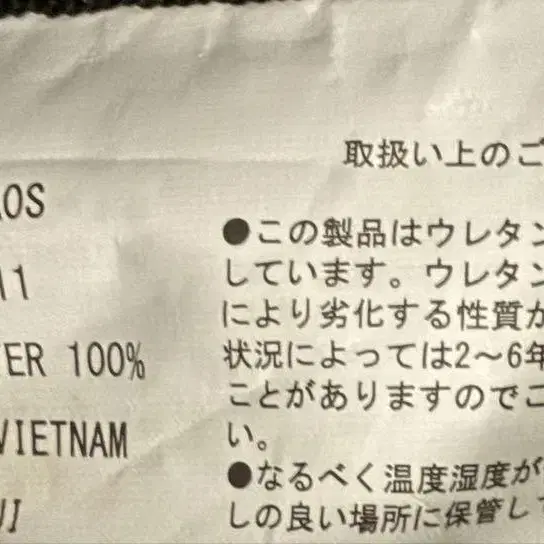 取扱い上のご
OS
11
ER 100%
VIETNAM
UI
●この製品はウレタン
しています。ウレタン
により劣化する性質が
状況によっては2～6年
ことがありますのでご
い。
●なるべく温度湿度が
しの良い場所に保管して